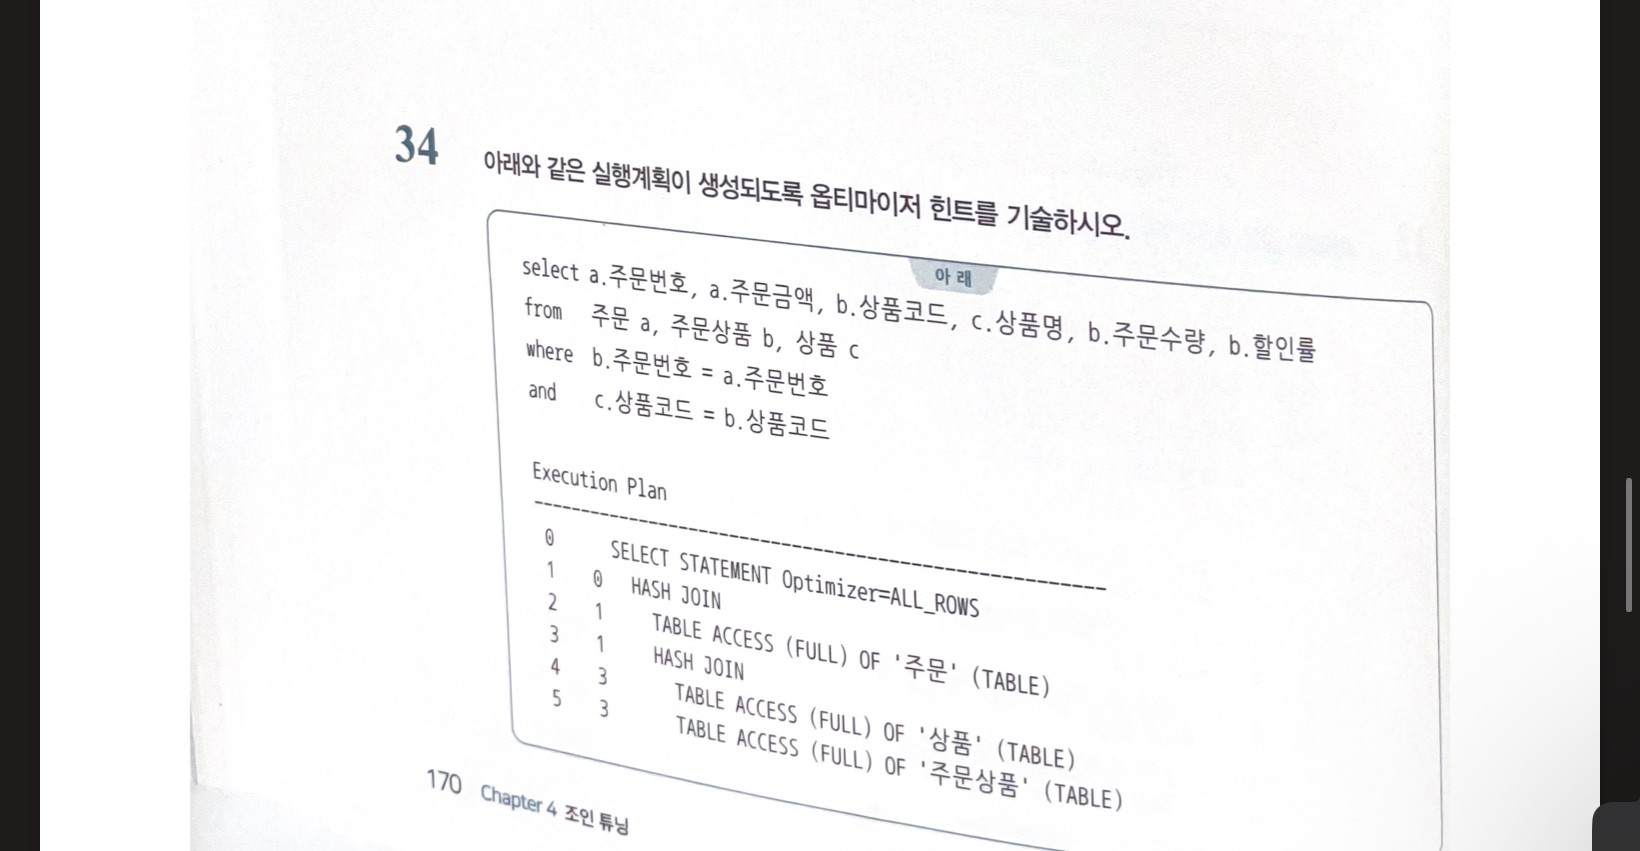 34
아래와 같은 실행계획이 생성되도록 옵티마이저 힌트를 기술하시오.
아 래
select a.주문번호, a.주문금액, b.상품코드, c.상품명, b.주문수량, b.할인률
from 주문 a, 주문상품 b, 상품 c
where b.주문번호 = a.주문번호
and c.상품코드 = b.상품코드
Execution Plan
--------------------------------------------------------------
0 SELECT STATEMENT Optimizer=ALL_ROWS
1 0 HASH JOIN
2 1 TABLE ACCESS (FULL) OF '주문' (TABLE)
3 1 HASH JOIN
4 3 TABLE ACCESS (FULL) OF '상품' (TABLE)
5 3 TABLE ACCESS (FULL) OF '주문상품' (TABLE)
170 Chapter 4 조인 튜닝